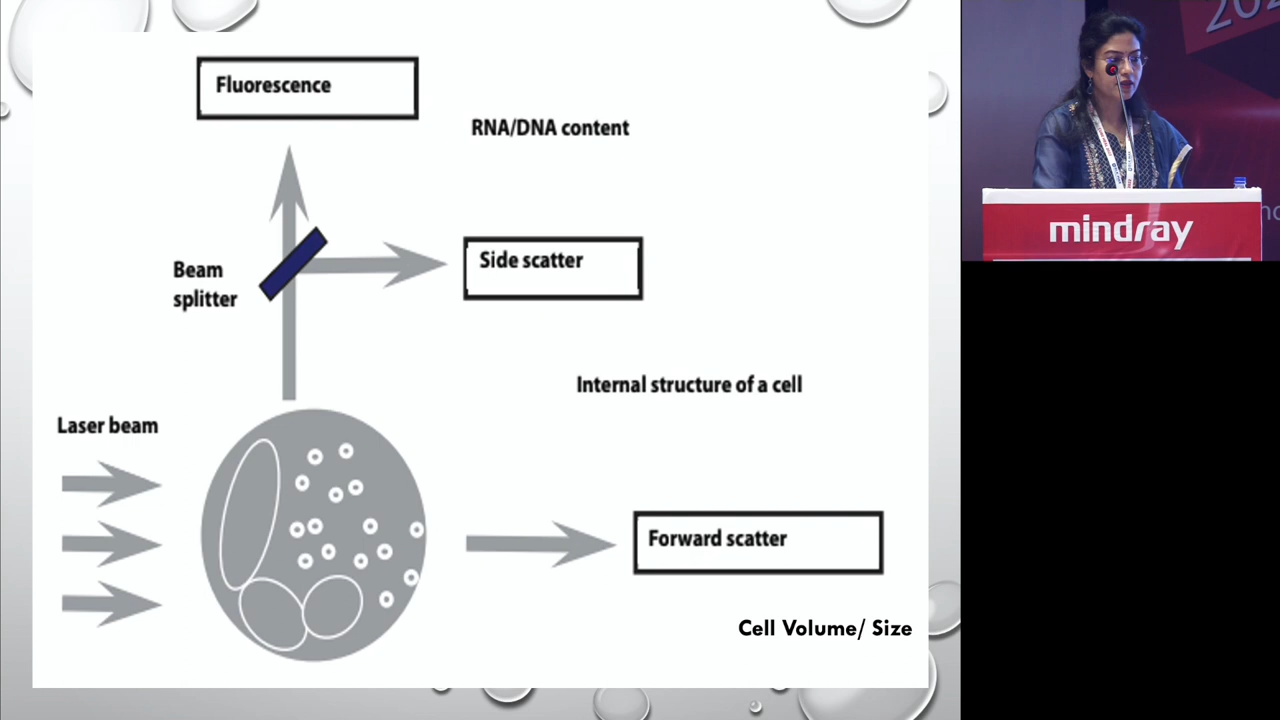 Fluorescence
RNA/DNA content
Side scatter
Beam
splitter
Internal structure of a cell
Laser beam
Forward scatter
Cell Volume/ Size
mindray